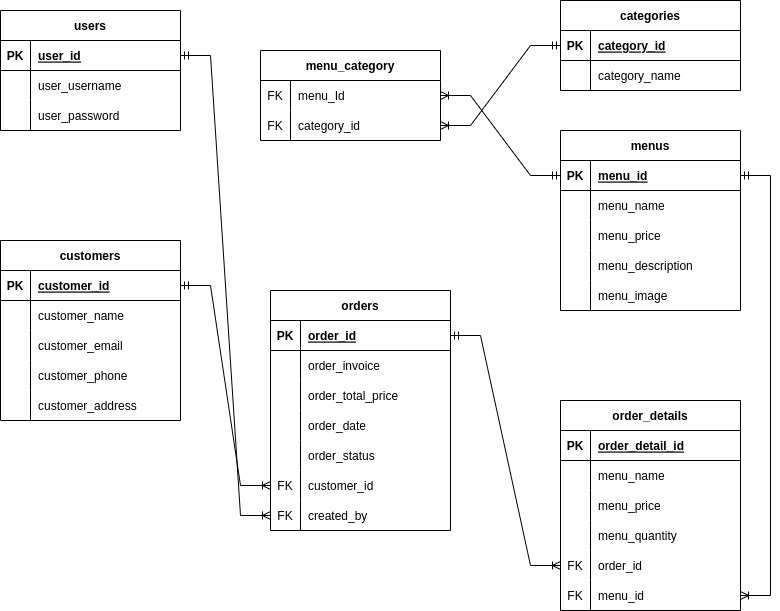 users
PK user_id
user_username
user_password
menu_category
FK menu_Id
FK category_id
categories
PK category_id
category_name
menus
PK menu_id
menu_name
menu_price
menu_description
menu_image
customers
PK customer_id
customer_name
customer_email
customer_phone
customer_address
orders
PK order_id
order_invoice
order_total_price
order_date
order_status
FK customer_id
FK created_by
order_details
PK order_detail_id
menu_name
menu_price
menu_quantity
FK order_id
FK menu_id